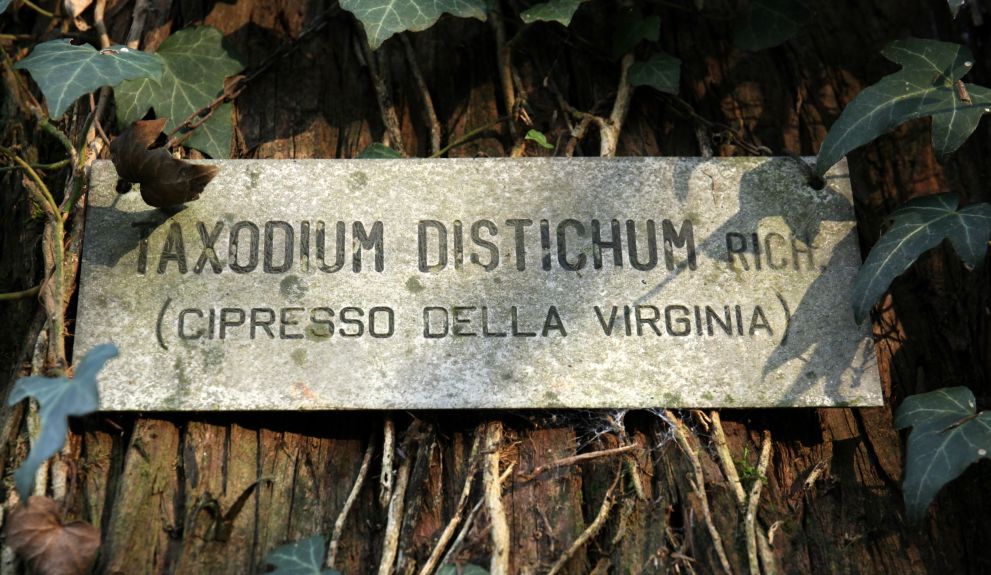 TAXODIUM DISTICHUM RICH.
(CIPRESSO DELLA VIRGINIA)